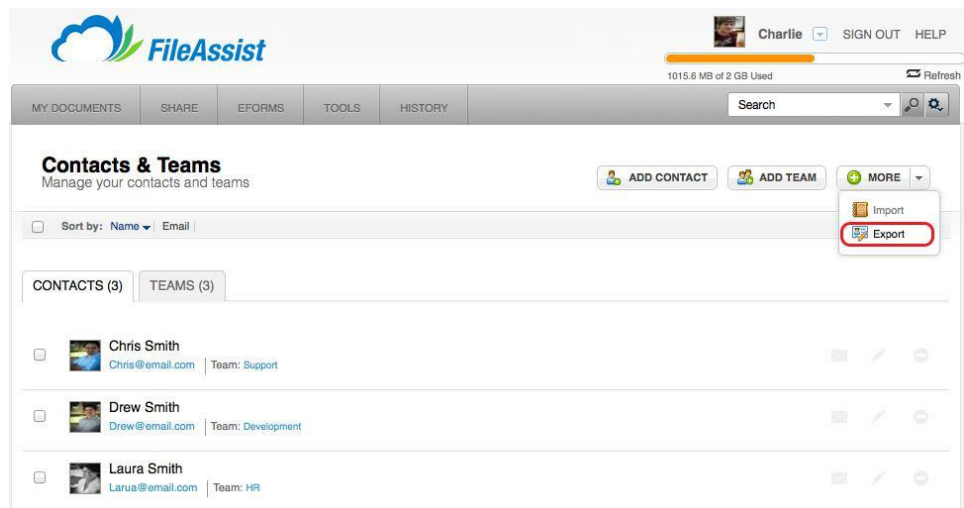 FileAssist
Charlie SIGN OUT HELP
1015.6 MB of 2 GB Used Refresh
MY DOCUMENTS SHARE EFORMS TOOLS HISTORY Search
Contacts & Teams
Manage your contacts and teams
ADD CONTACT ADD TEAM MORE
Import
Sort by: Name Email
Export
CONTACTS (3) TEAMS (3)
Chris Smith
Chris@email.com Team: Support
Drew Smith
Drew@email.com Team: Development
Laura Smith
Larua@email.com Team: HR